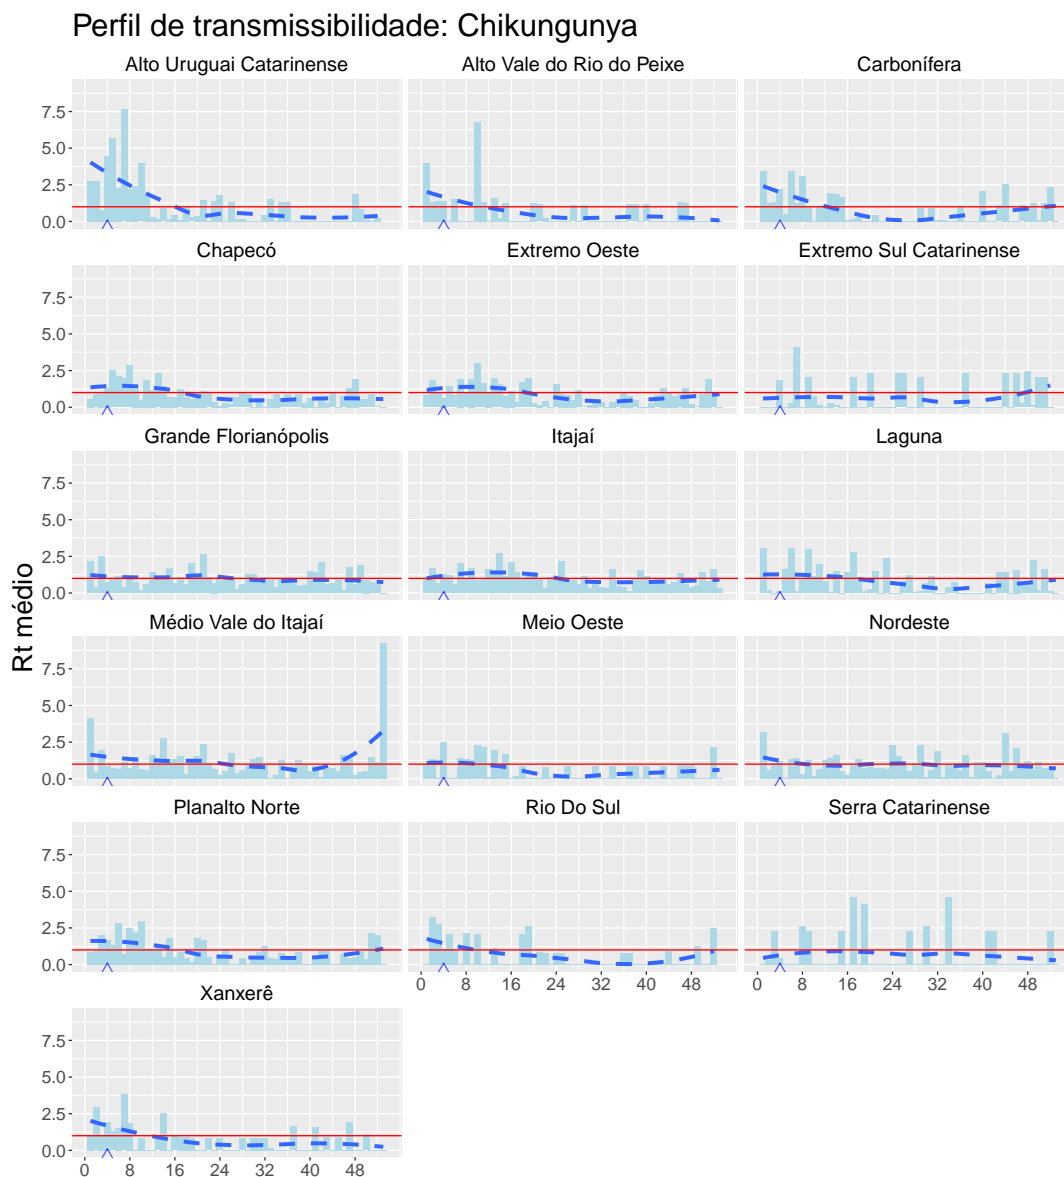 Perfil de transmissibilidade: Chikungunya
Alto Uruguai Catarinense
Alto Vale do Rio do Peixe
Carbonífera
7.5
5.0
2.5
0.0
Chapecó
Extremo Oeste
Extremo Sul Catarinense
7.5
5.0
2.5
0.0
Grande Florianópolis
Itajaí
Laguna
7.5
5.0
2.5
0.0
Rt médio
Médio Vale do Itajaí
Meio Oeste
Nordeste
7.5
5.0
2.5
0.0
Planalto Norte
Rio Do Sul
Serra Catarinense
7.5
5.0
2.5
0.0
0 8 16 24 32 40 48
0 8 16 24 32 40 48
Xanxerê
7.5
5.0
2.5
0.0
0 8 16 24 32 40 48